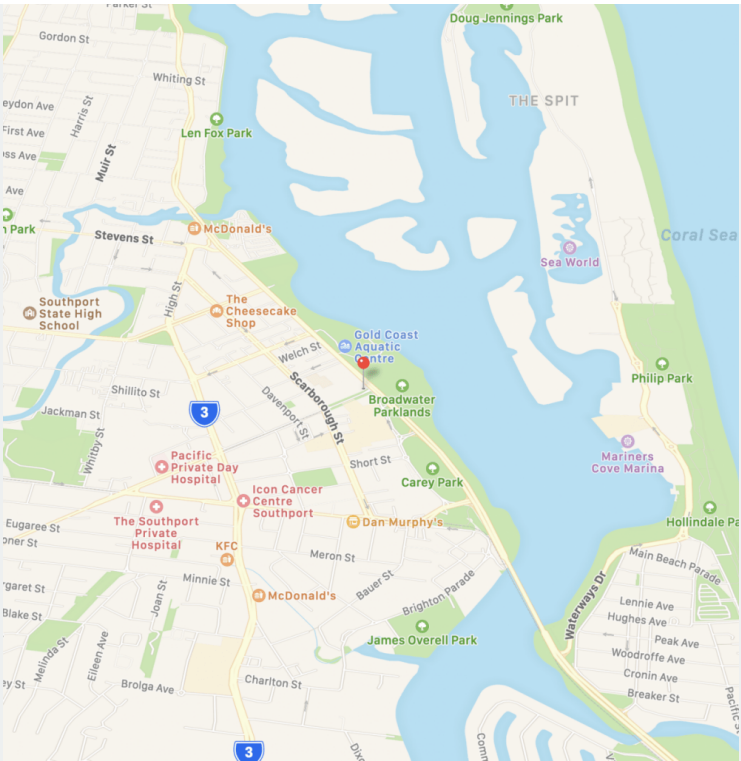 Parker St
Doug Jennings Park
Gordon St
Whiting St
THE SPIT
eydon Ave
Harris St
Len Fox Park
First Ave
oss Ave
Muir St
Ave
n Park
McDonald's
Stevens St
Coral Sea
Sea World
Southport
State High
School
High St
The
Cheesecake
Shop
Gold Coast
Aquatic
Centre
Welch St
Philip Park
Scarborough St
Broadwater
Parklands
Shillito St
Davenport St
3
Jackman St
Whitby St
Mariners
Cove Marina
Pacific
Private Day
Hospital
Short St
Carey Park
Icon Cancer
Centre
Southport
The Southport
Private
Hospital
Dan Murphy's
Hollindale Pa
Eugaree St
oner St
KFC
Meron St
Main Beach Parade
Minnie St
Bauer St
Brighton Parade
Waterways Dr
rgaret St
Joan St
McDonald's
Lennie Ave
Blake St
Hughes Ave
James Overell Park
Peak Ave
Melinda St
Eileen Ave
Woodroffe Ave
Cronin Ave
ey St
Brolga Ave
Charlton St
Breaker St
Pacific S
3
Comm
Dix